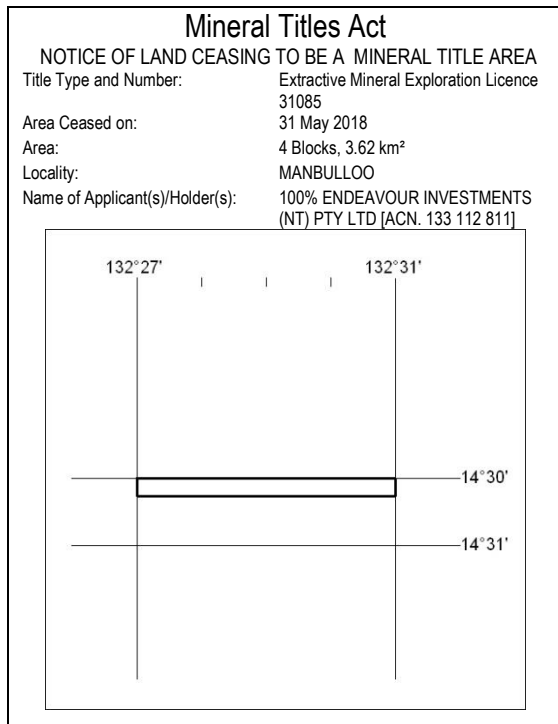 Mineral Titles Act
NOTICE OF LAND CEASING TO BE A MINERAL TITLE AREA
Title Type and Number: Extractive Mineral Exploration Licence
31085
Area Ceased on: 31 May 2018
Area: 4 Blocks, 3.62 km²
Locality: MANBULLOO
Name of Applicant(s)/Holder(s): 100% ENDEAVOUR INVESTMENTS
(NT) PTY LTD [ACN. 133 112 811]
132°27' 132°31'
14°30'
14°31'